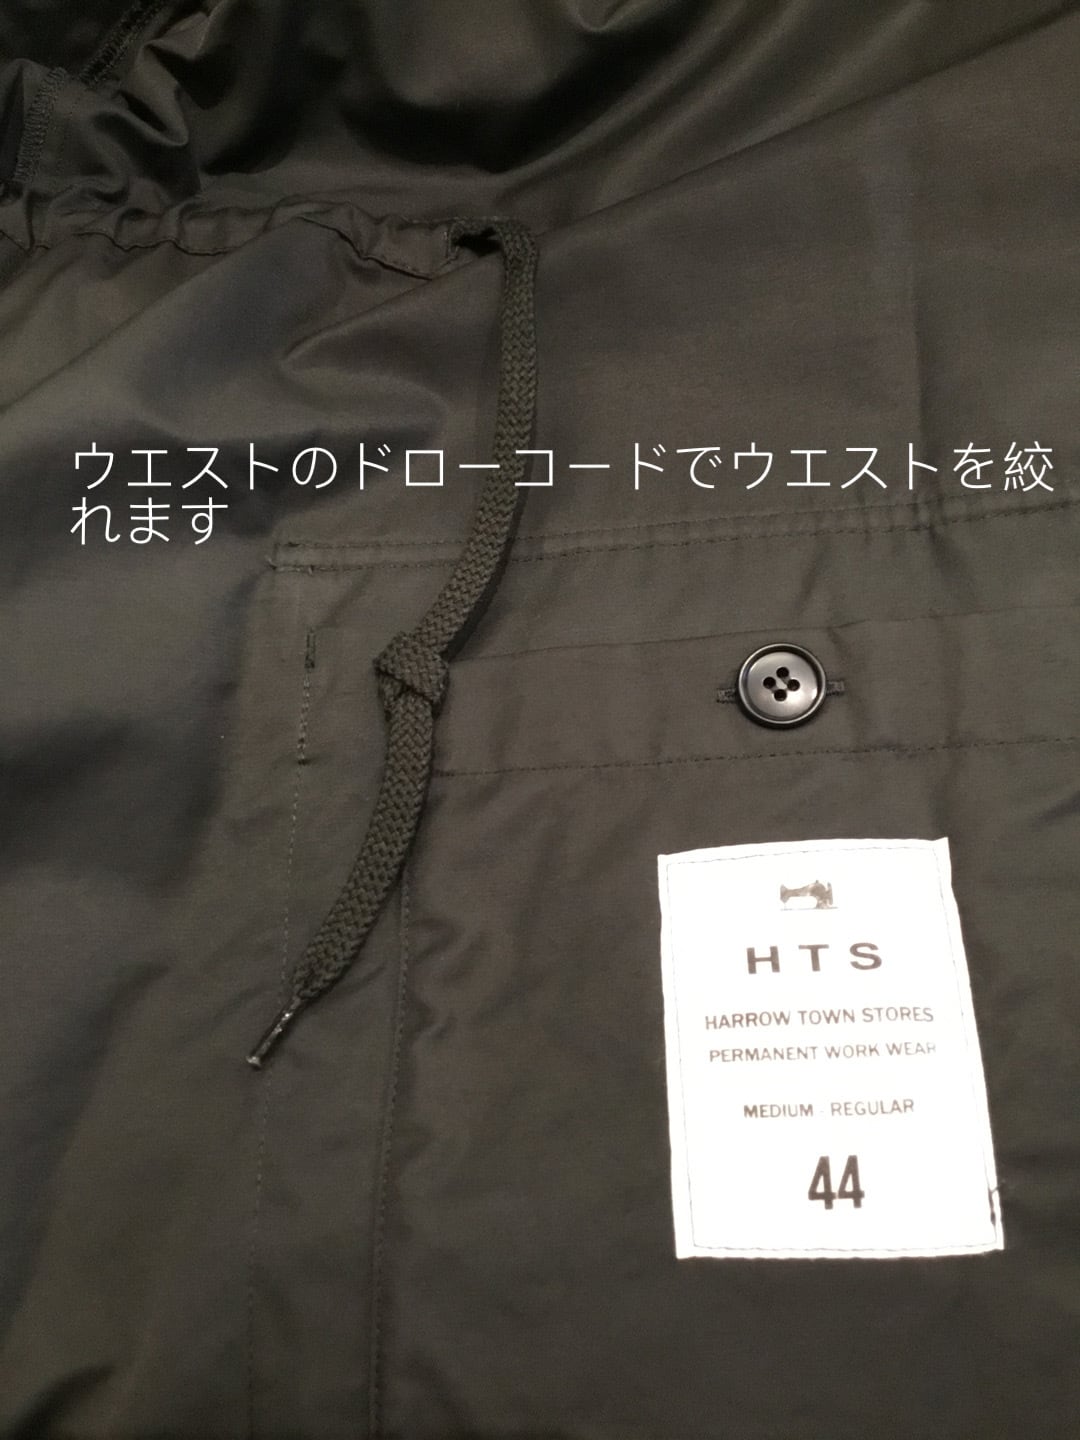 ウエストのドローコードでウエストを絞
れます
HTS
HARROW TOWN STORES
PERMANENT WORK WEAR
MEDIUM - REGULAR
44